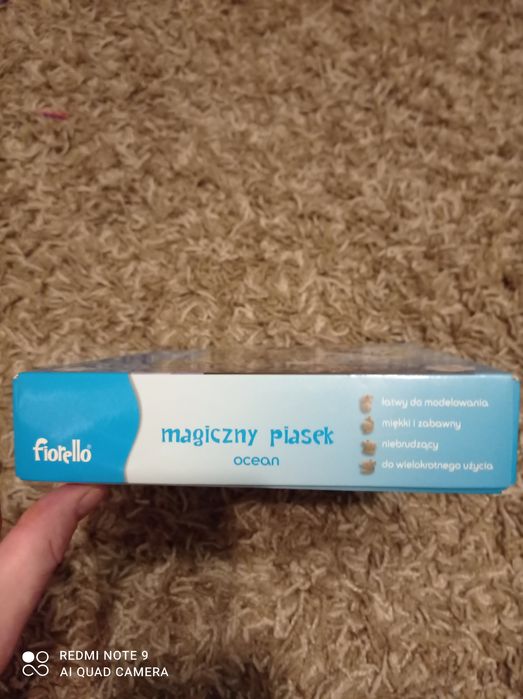 fiorello®
magiczny piasek
ocean
łatwy do modelowania
miękki i zabawny
niebrudzący
do wielokrotnego użycia
REDMI NOTE 9
AI QUAD CAMERA